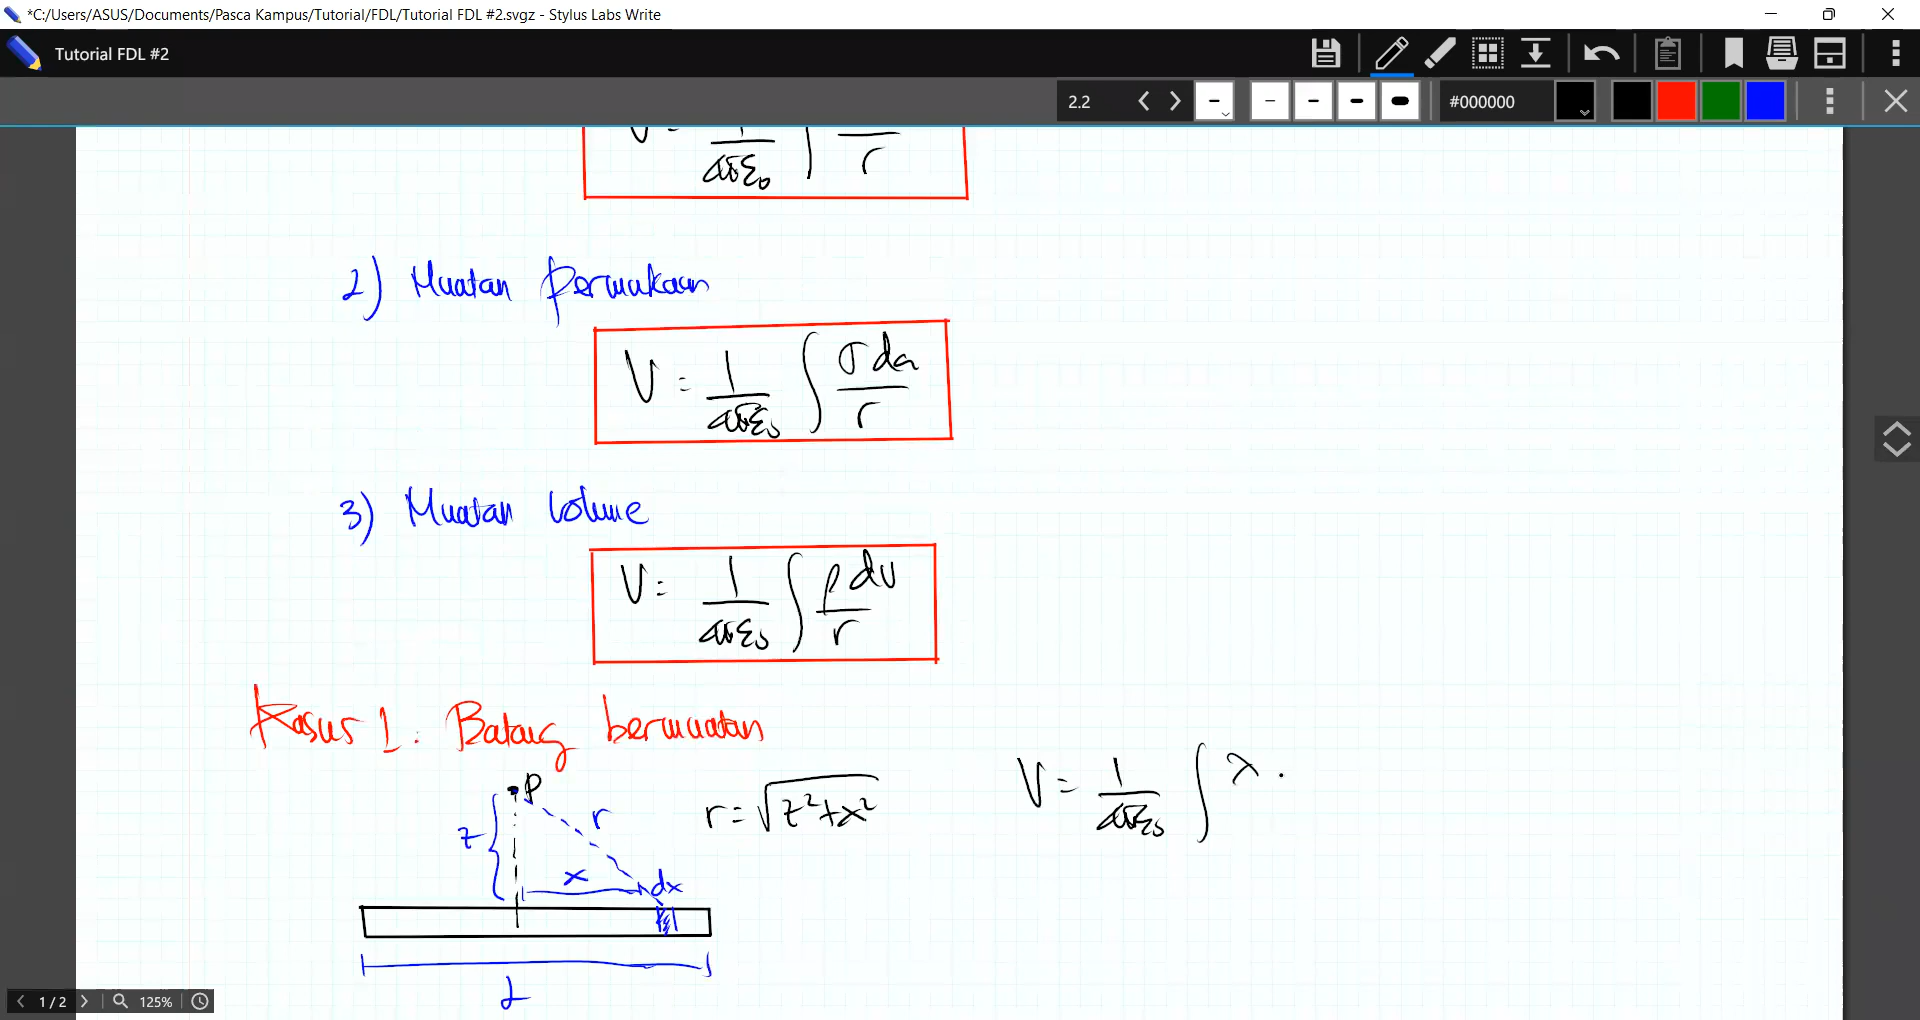 *C:/Users/ASUS/Documents/Pasca Kampus/Tutorial/FDL/Tutorial FDL #2.svgz - Stylus Labs Write
Tutorial FDL #2
2.2
#000000
V = 1/4πε₀ ∫ —/r
2) Muatan permukaan
V = 1/4πε₀ ∫ σ da/r
3) Muatan Volume
V = 1/4πε₀ ∫ ρ dv/r
Kasus 1. Batang bermuatan
P
z
r
x
dx
L
r = √(z²+x²)
V = 1/4πε₀ ∫ λ .
1 / 2
125%